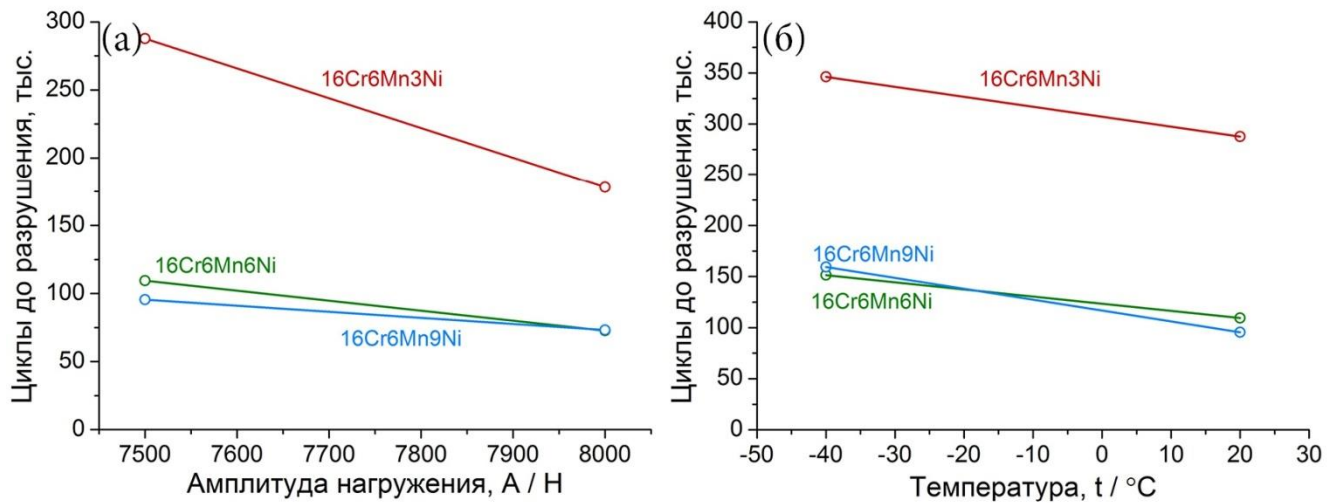 (а)
Циклы до разрушения, тыс.
300
250
200
150
100
50
0
16Cr6Mn3Ni
16Cr6Mn6Ni
16Cr6Mn9Ni
7500 7600 7700 7800 7900 8000
Амплитуда нагружения, А / Н
(б)
Циклы до разрушения, тыс.
400
350
300
250
200
150
100
50
0
16Cr6Mn3Ni
16Cr6Mn9Ni
16Cr6Mn6Ni
-50 -40 -30 -20 -10 0 10 20 30
Температура, t / °C